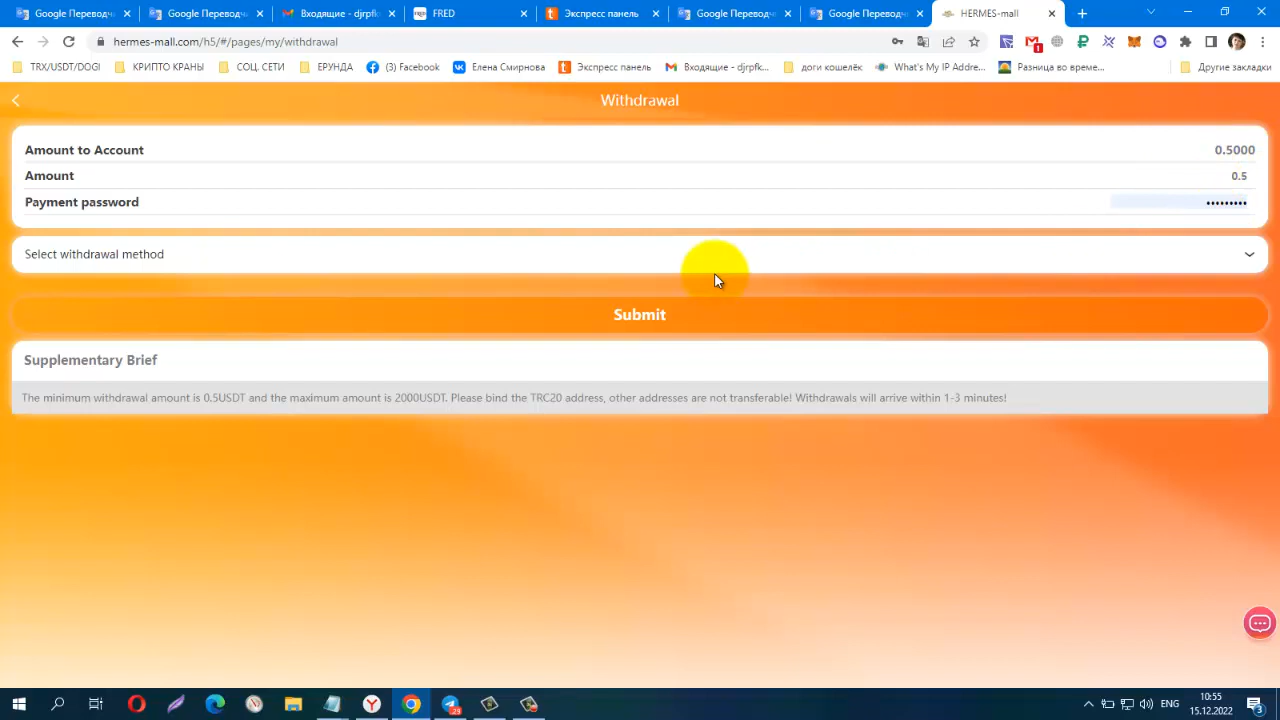 Google Переводч
Google Переводч
Входящие - djrpfki
FRED
Экспресс панель
Google Переводч
Google Переводч
HERMES-mall
hermes-mall.com/h5/#/pages/my/withdrawal
1
TRX/USDT/DOGI
КРИПТО КРАНЫ
СОЦ. СЕТИ
ЕРУНДА
(3) Facebook
Елена Смирнова
Экспресс панель
Входящие - djrpfk...
доги кошелёк
What's My IP Addre...
Разница во време...
Другие закладки
Withdrawal
Amount to Account 0.5000
Amount 0.5
Payment password •••••••••
Select withdrawal method
Submit
Supplementary Brief
The minimum withdrawal amount is 0.5USDT and the maximum amount is 2000USDT. Please bind the TRC20 address, other addresses are not transferable! Withdrawals will arrive within 1-3 minutes!
ENG
10:55
15.12.2022
3